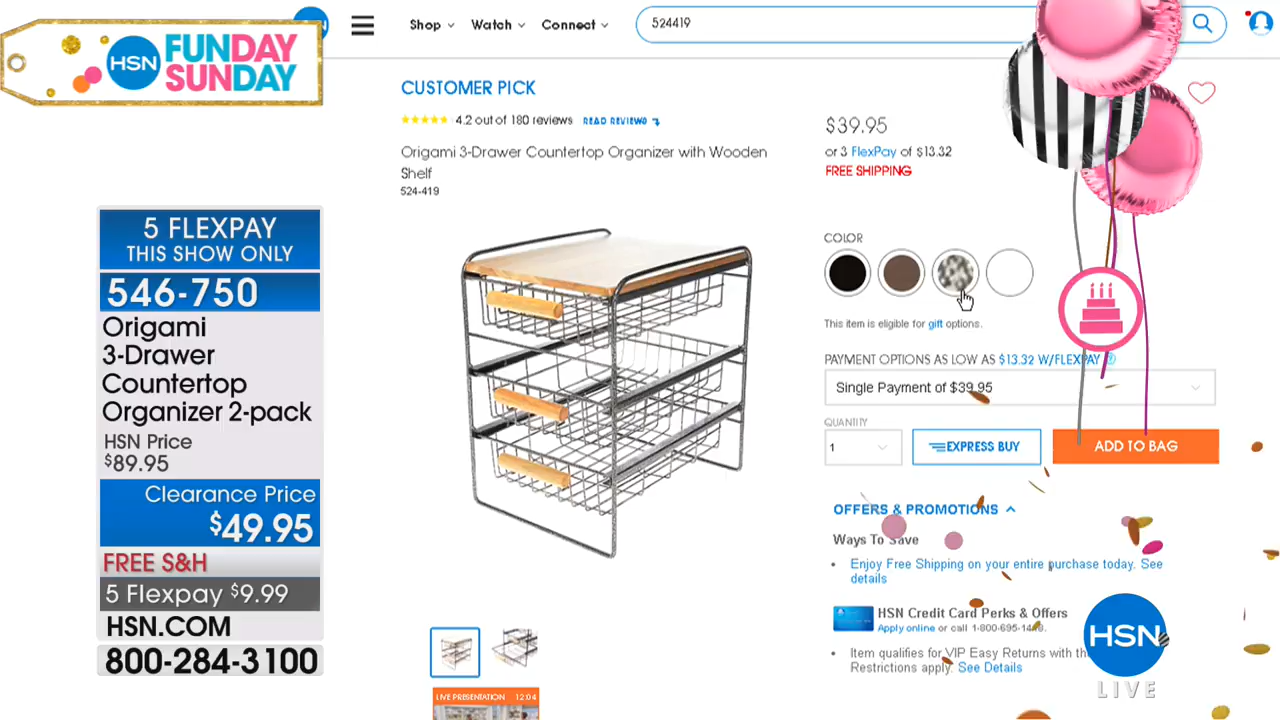 HSN
FUNDAY
SUNDAY
Shop
Watch
Connect
524419
CUSTOMER PICK
4.2 out of 180 reviews
READ REVIEWS
Origami 3-Drawer Countertop Organizer with Wooden
Shelf
524-419
$39.95
or 3 FlexPay of $13.32
FREE SHIPPING
COLOR
This item is eligible for gift options.
PAYMENT OPTIONS AS LOW AS $13.32 W/FLEXPAY
Single Payment of $39.95
QUANTITY
1
EXPRESS BUY
ADD TO BAG
OFFERS & PROMOTIONS
Ways To Save
• Enjoy Free Shipping on your entire purchase today. See
details
HSN Credit Card Perks & Offers
Apply online or call
• Item qualifies for VIP Easy Returns with
Restrictions apply. See Details
5 FLEXPAY
THIS SHOW ONLY
546-750
Origami
3-Drawer
Countertop
Organizer 2-pack
HSN Price
$89.95
Clearance Price
$49.95
FREE S&H
5 Flexpay $9.99
HSN.COM
800-284-3100
LIVE PRESENTATION 12:04
HSN
LIVE